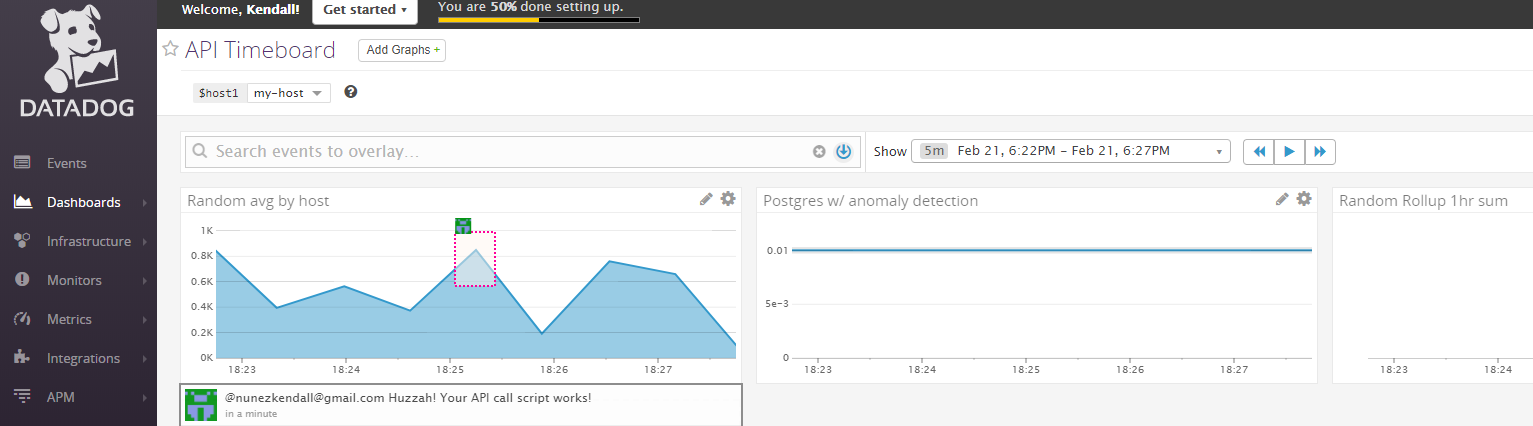 DATADOG
Events
Dashboards
Infrastructure
Monitors
Metrics
Integrations
APM
Welcome, Kendall!
Get started
You are 50% done setting up.
API Timeboard
Add Graphs +
$host1 my-host ?
Search events to overlay...
Show 5m Feb 21, 6:22PM - Feb 21, 6:27PM
Random avg by host
1K
0.8K
0.6K
0.4K
0.2K
0K
18:23 18:24 18:25 18:26 18:27
@nunezkendall@gmail.com Huzzah! Your API call script works!
in a minute
Postgres w/ anomaly detection
0.01
5e-3
0
18:23 18:24 18:25 18:26 18:27
Random Rollup 1hr sum
18:23 18:24